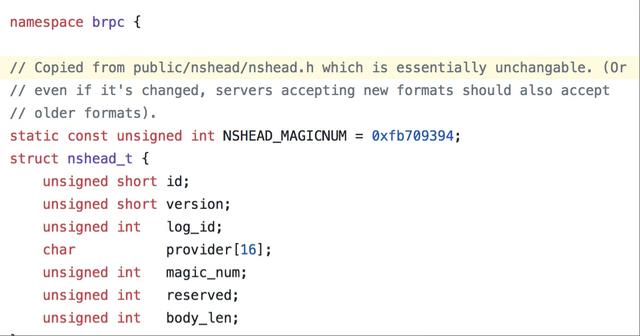 namespace brpc {
// Copied from public/nshead/nshead.h which is essentially unchangable. (Or
// even if it's changed, servers accepting new formats should also accept
// older formats).
static const unsigned int NSHEAD_MAGICNUM = 0xfb709394;
struct nshead_t {
    unsigned short id;
    unsigned short version;
    unsigned int   log_id;
    char           provider[16];
    unsigned int   magic_num;
    unsigned int   reserved;
    unsigned int   body_len;